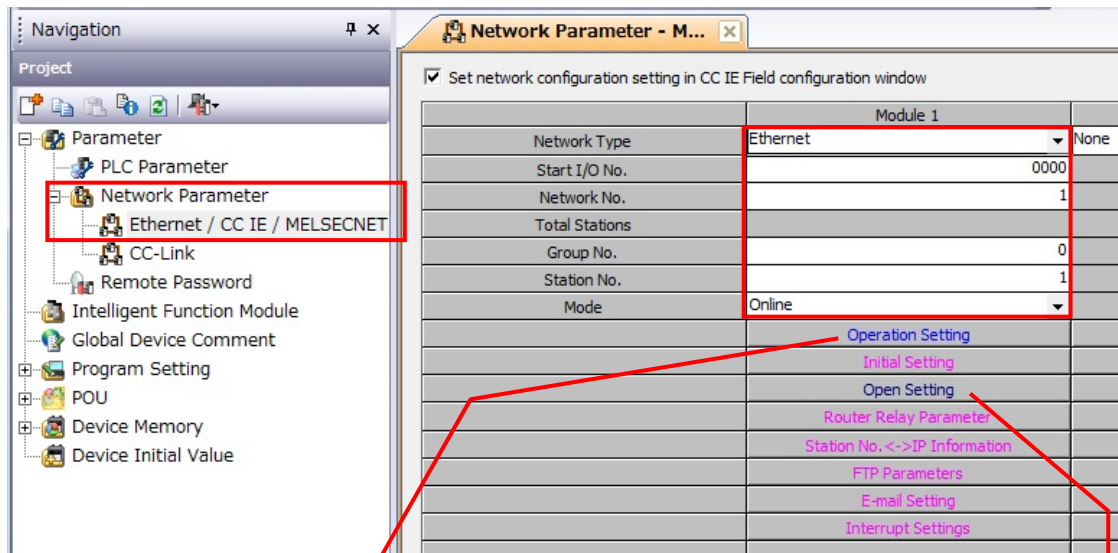 Navigation
Network Parameter - M...
Project
Set network configuration setting in CC IE Field configuration window
Parameter
PLC Parameter
Network Parameter
Ethernet / CC IE / MELSECNET
CC-Link
Remote Password
Intelligent Function Module
Global Device Comment
Program Setting
POU
Device Memory
Device Initial Value
Module 1
Network Type Ethernet None
Start I/O No. 0000
Network No. 1
Total Stations
Group No. 0
Station No. 1
Mode Online
Operation Setting
Initial Setting
Open Setting
Router Relay Parameter
Station No.<->IP Information
FTP Parameters
E-mail Setting
Interrupt Settings